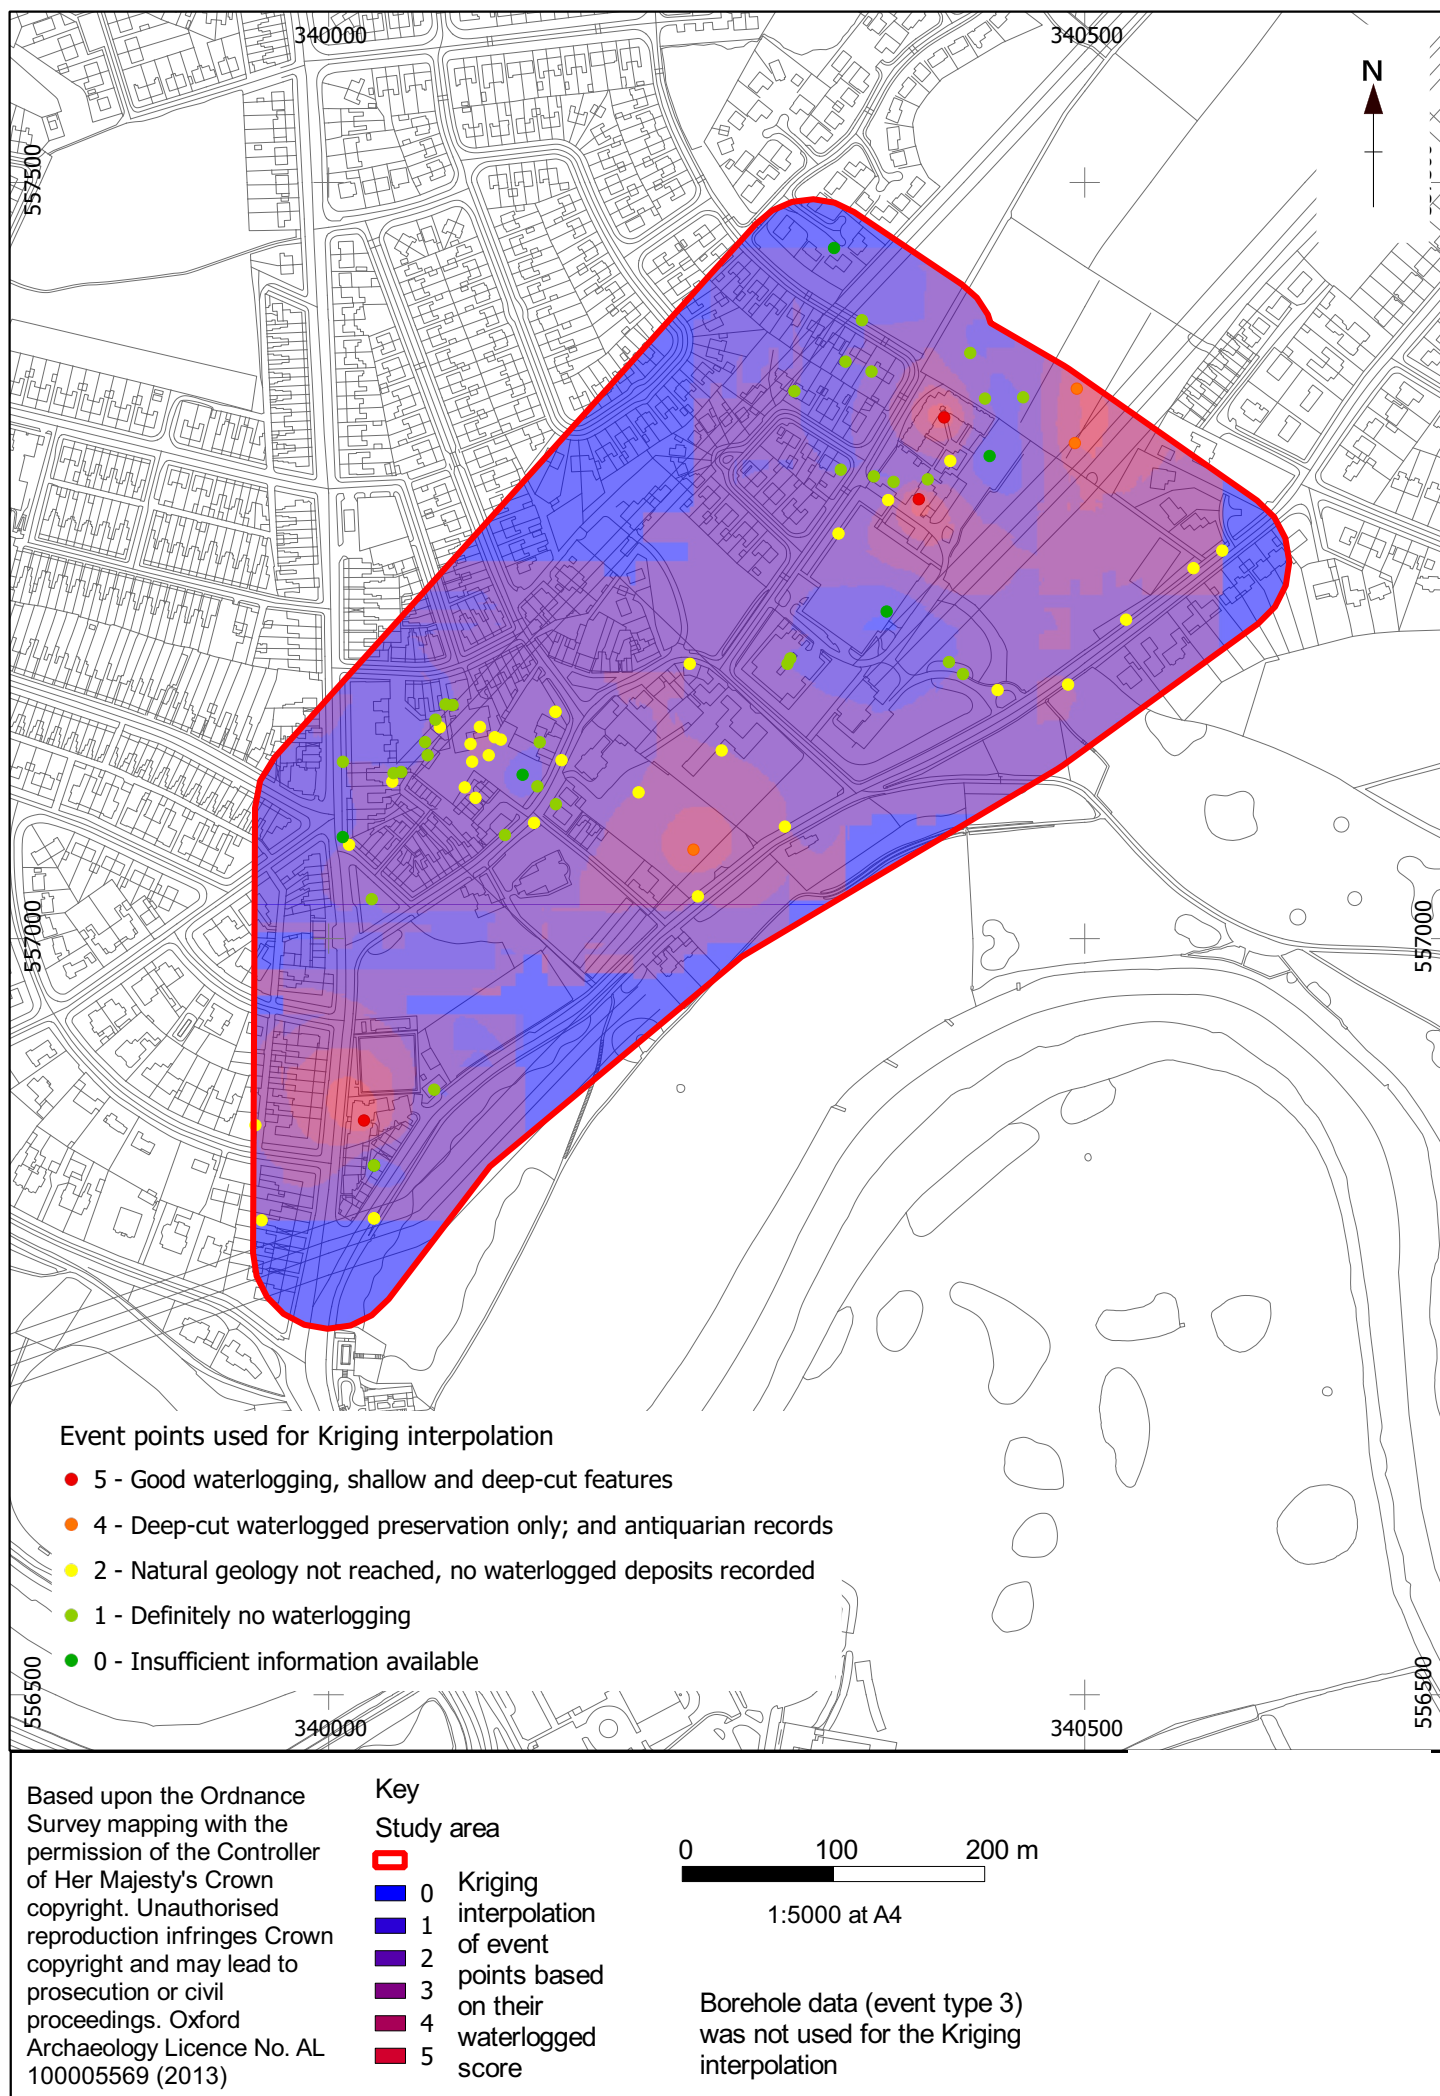 340000
340500
N
557500
557000
557000
Event points used for Kriging interpolation
5 - Good waterlogging, shallow and deep-cut features
4 - Deep-cut waterlogged preservation only; and antiquarian records
2 - Natural geology not reached, no waterlogged deposits recorded
1 - Definitely no waterlogging
0 - Insufficient information available
556500
556500
340000
340500
Based upon the Ordnance
Survey mapping with the
permission of the Controller
of Her Majesty's Crown
copyright. Unauthorised
reproduction infringes Crown
copyright and may lead to
prosecution or civil
proceedings. Oxford
Archaeology Licence No. AL
100005569 (2013)
Key
Study area
0
1
2
3
4
5
Kriging
interpolation
of event
points based
on their
waterlogged
score
0 100 200 m
1:5000 at A4
Borehole data (event type 3)
was not used for the Kriging
interpolation